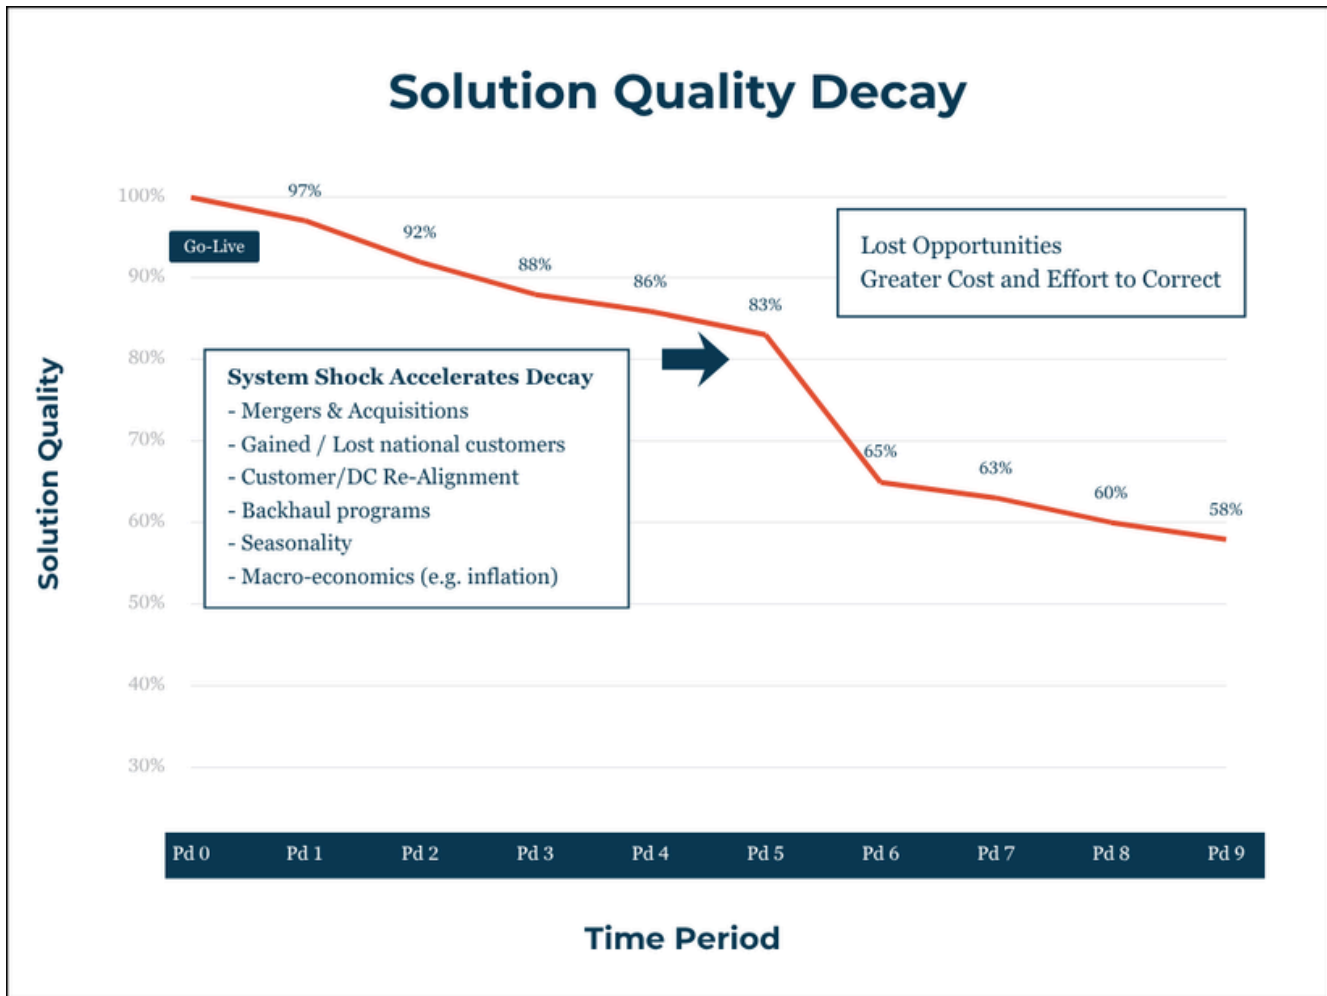 Solution Quality Decay
100%
97%
92%
88%
86%
83%
65%
63%
60%
58%
Go-Live
90%
80%
70%
60%
50%
40%
30%
Lost Opportunities
Greater Cost and Effort to Correct
System Shock Accelerates Decay
- Mergers & Acquisitions
- Gained / Lost national customers
- Customer/DC Re-Alignment
- Backhaul programs
- Seasonality
- Macro-economics (e.g. inflation)
Solution Quality
Pd 0 Pd 1 Pd 2 Pd 3 Pd 4 Pd 5 Pd 6 Pd 7 Pd 8 Pd 9
Time Period